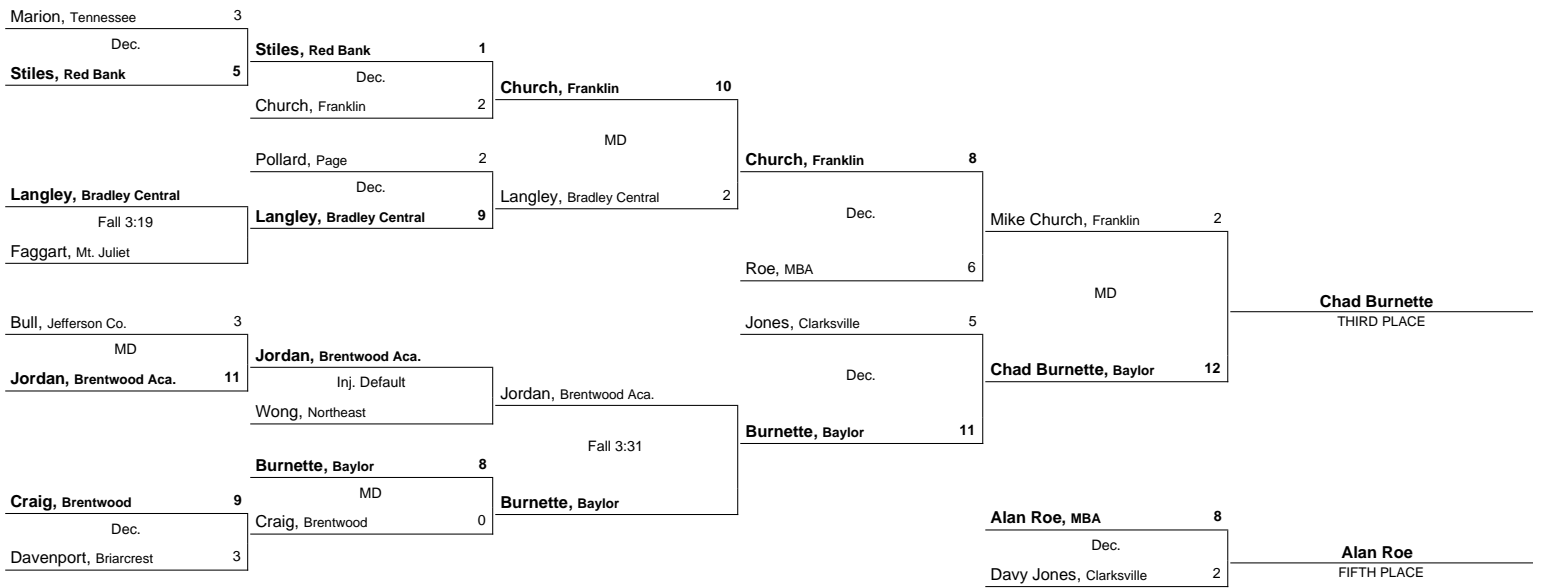 Marion, Tennessee 3
Dec.
Stiles, Red Bank 5
Langley, Bradley Central
Fall 3:19
Faggart, Mt. Juliet
Bull, Jefferson Co. 3
MD
Jordan, Brentwood Aca. 11
Craig, Brentwood 9
Dec.
Davenport, Briarcrest 3
Stiles, Red Bank 1
Dec.
Church, Franklin 2
Pollard, Page 2
Dec.
Langley, Bradley Central 9
Jordan, Brentwood Aca.
Inj. Default
Wong, Northeast
Burnette, Baylor 8
MD
Craig, Brentwood 0
Church, Franklin 10
MD
Langley, Bradley Central 2
Jordan, Brentwood Aca.
Fall 3:31
Burnette, Baylor
Church, Franklin 8
Dec.
Roe, MBA 6
Jones, Clarksville 5
Dec.
Burnette, Baylor 11
Mike Church, Franklin 2
MD
Chad Burnette, Baylor 12
Alan Roe, MBA 8
Dec.
Davy Jones, Clarksville 2
Chad Burnette
THIRD PLACE
Alan Roe
FIFTH PLACE